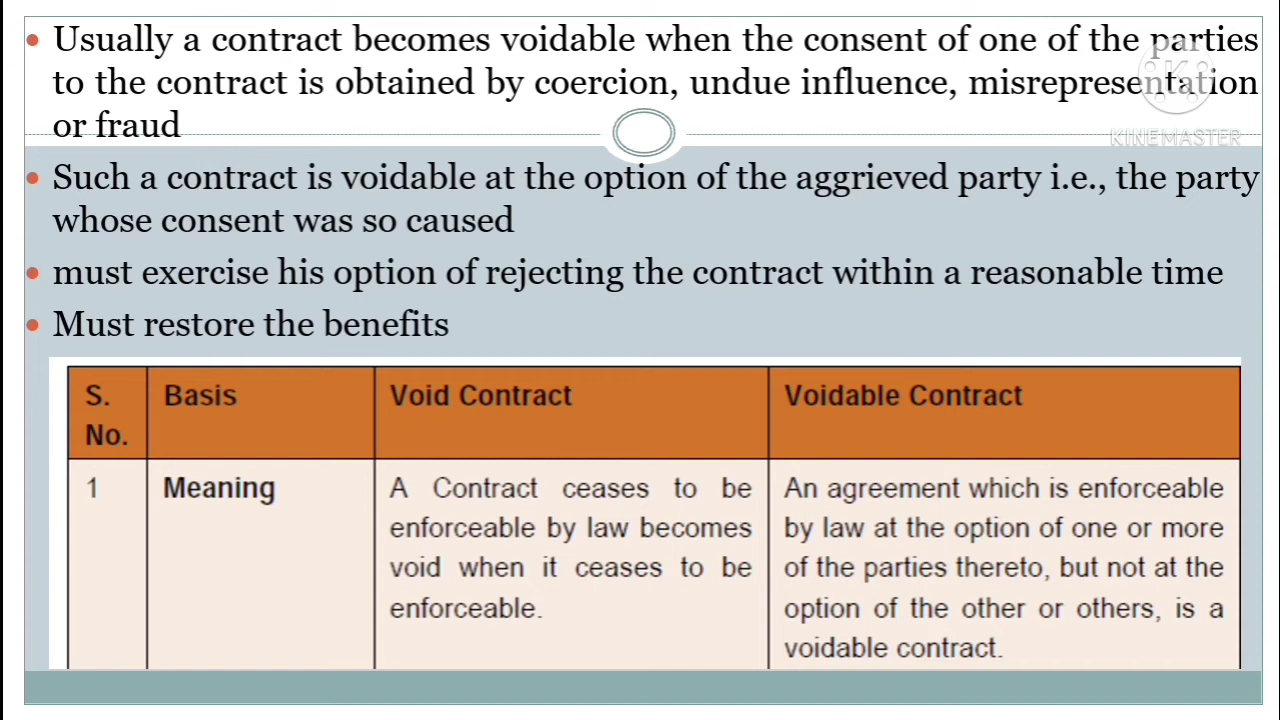 Usually a contract becomes voidable when the consent of one of the parties
to the contract is obtained by coercion, undue influence, misrepresentation
or fraud
KINEMASTER
Such a contract is voidable at the option of the aggrieved party i.e., the party
whose consent was so caused
must exercise his option of rejecting the contract within a reasonable time
Must restore the benefits
S. No.
Basis
Void Contract
Voidable Contract
1
Meaning
A Contract ceases to be
enforceable by law becomes
void when it ceases to be
enforceable.
An agreement which is enforceable
by law at the option of one or more
of the parties thereto, but not at the
option of the other or others, is a
voidable contract.